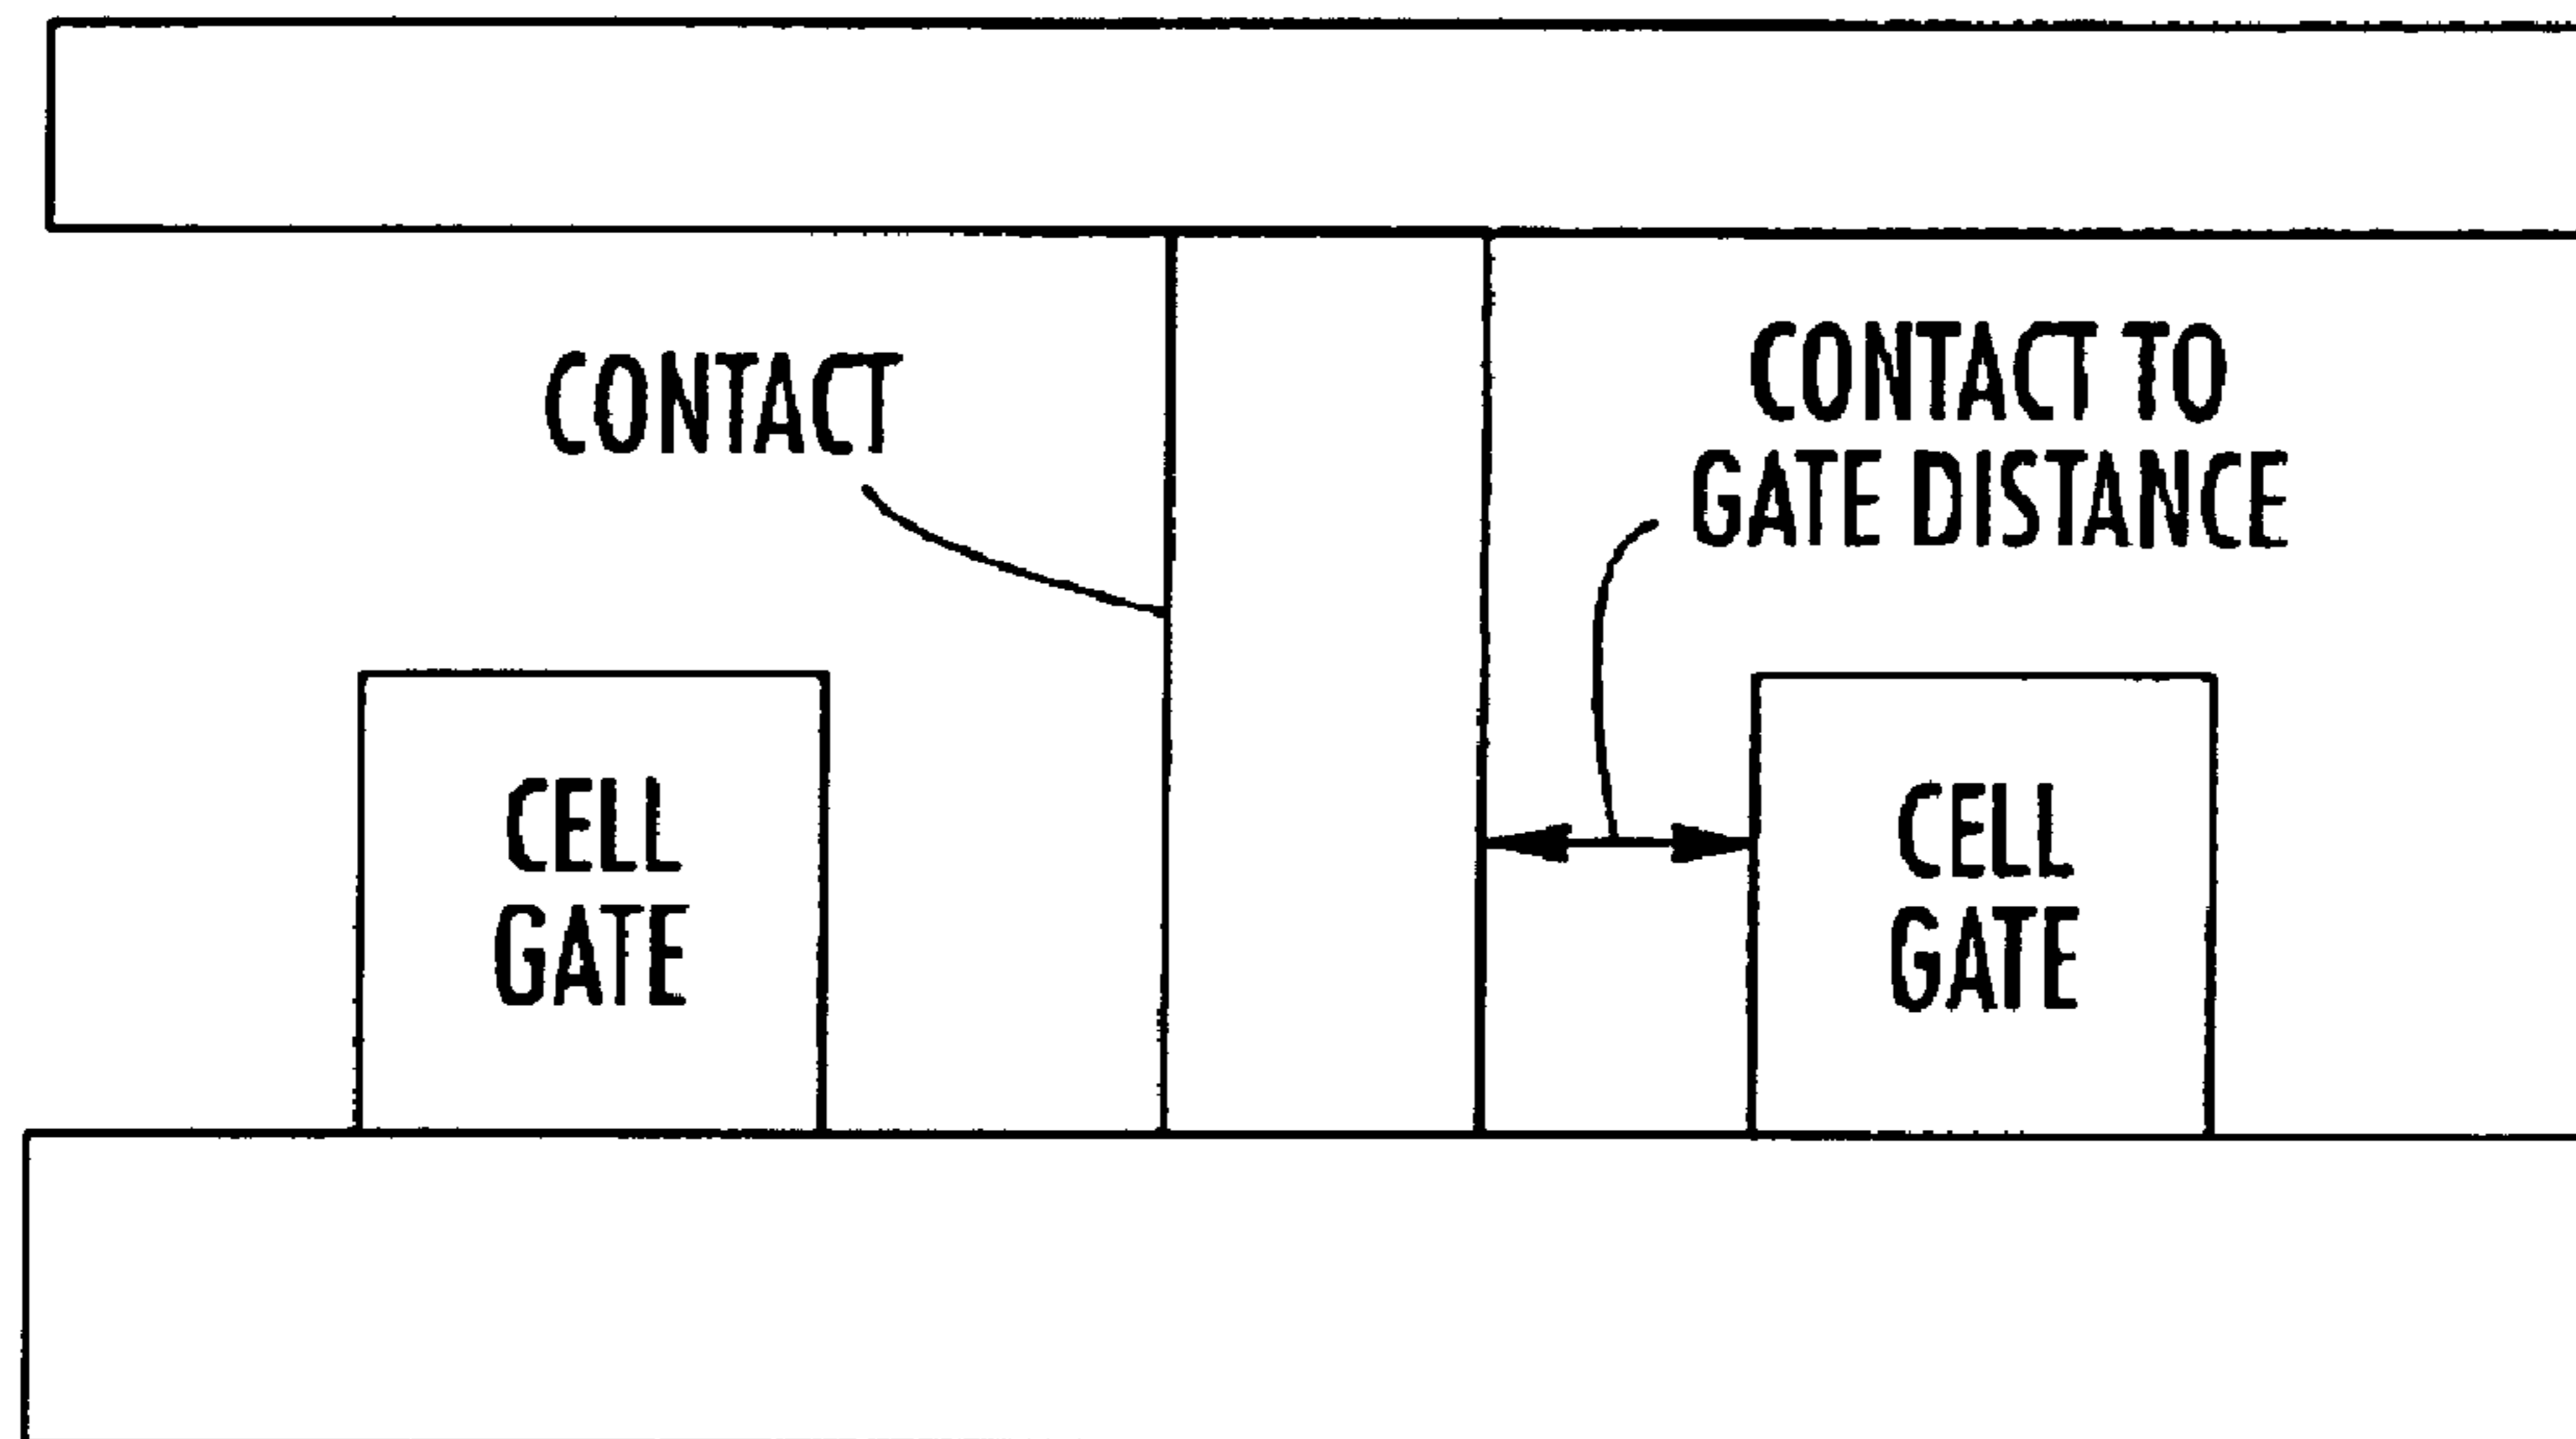 CONTACT
CONTACT TO
GATE DISTANCE
CELL
GATE
CELL
GATE